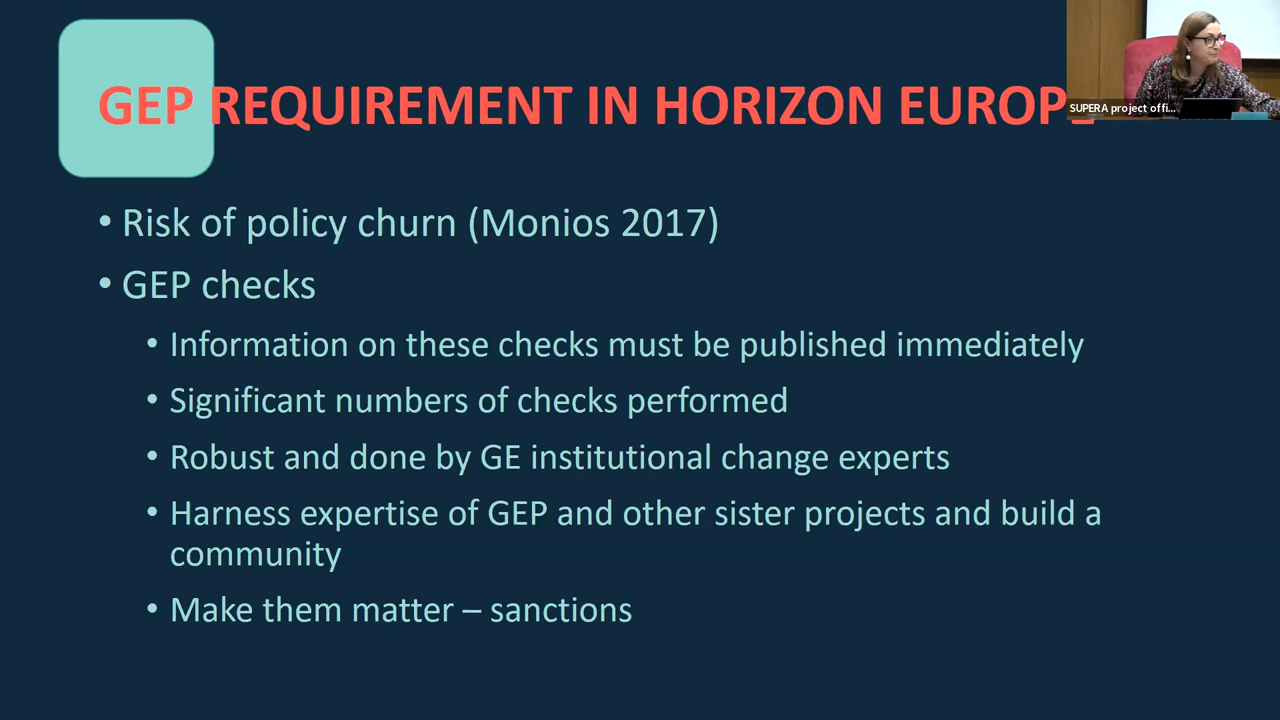 GEP REQUIREMENT IN HORIZON EUROPE
SUPERA project offi...
• Risk of policy churn (Monios 2017)
• GEP checks
• Information on these checks must be published immediately
• Significant numbers of checks performed
• Robust and done by GE institutional change experts
• Harness expertise of GEP and other sister projects and build a
community
• Make them matter – sanctions